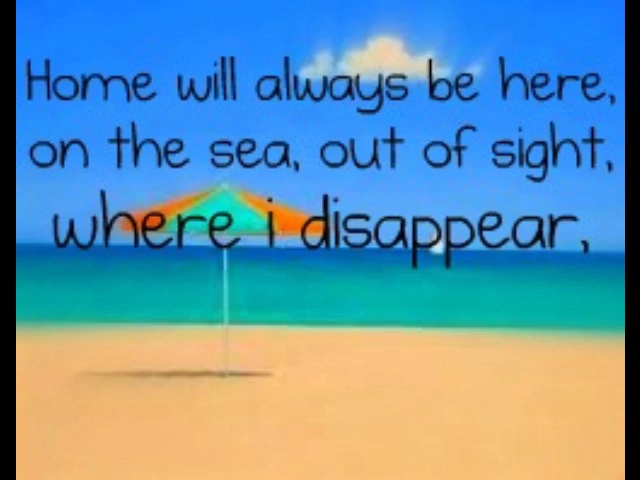 Home will always be here,
on the sea, out of sight,
where i disappear,